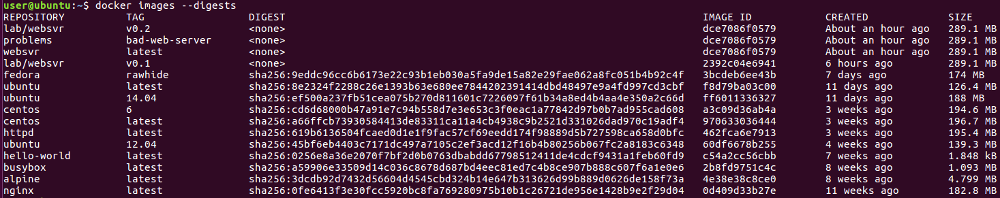 user@ubuntu:~$ docker images --digests
REPOSITORY TAG DIGEST IMAGE ID CREATED SIZE
lab/websvr v0.2 <none> dce7086f0579 About an hour ago 289.1 MB
problems bad-web-server <none> dce7086f0579 About an hour ago 289.1 MB
websvr latest <none> dce7086f0579 About an hour ago 289.1 MB
lab/websvr v0.1 <none> 2392c04e6941 6 hours ago 289.1 MB
fedora rawhide sha256:9eddc96cc6b6173e22c93b1eb030a5fa9de15a82e29fae062a8fc051b4b92c4f 3bcdeb6ee43b 7 days ago 174 MB
ubuntu latest sha256:8e2324f2288c26e1393b63e680ee7844202391414dbd48497e9a4fd997cd3cbf f8d79ba03c00 11 days ago 126.4 MB
ubuntu 14.04 sha256:ef500a237fb51cea075b270d811601c7226097f61b34a8ed4b4aa4e350a2c66d ff6011336327 11 days ago 188 MB
centos 6 sha256:cd6d68000b47a91e7c94b558d7e3e653c3f0eac1a77842d97b0b7ad955cad608 a3c09d36ab4a 3 weeks ago 194.6 MB
centos latest sha256:a66ffcb73930584413de83311ca11a4cb4938c9b2521d331026dad970c19adf4 970633036444 3 weeks ago 196.7 MB
httpd latest sha256:619b6136504fcaed0d1e1f9fac57cf69eedd174f98889d5b727598ca658d0bfc 462fca6e7913 3 weeks ago 195.4 MB
ubuntu 12.04 sha256:45bf6eb4403c7171dc497a7105c2ef3acd12f16b4b80256b067fc2a8183c6348 60df6678b255 4 weeks ago 139.3 MB
hello-world latest sha256:0256e8a36e2070f7bf2d0b0763dbabdd67798512411de4cdcf9431a1feb60fd9 c54a2cc56cbb 7 weeks ago 1.848 kB
busybox latest sha256:a59906e33509d14c036c8678d687bd4eec81ed7c4b8ce907b888c607f6a1e0e6 2b8fd9751c4c 8 weeks ago 1.093 MB
alpine latest sha256:3dcdb92d7432d56604d4545cbd324b14e647b313626d99b889d0626de158f73a 4e38e38c8ce0 8 weeks ago 4.799 MB
nginx latest sha256:0fe6413f3e30fcc5920bc8fa769280975b10b1c26721de956e1428b9e2f29d04 0d409d33b27e 11 weeks ago 182.8 MB